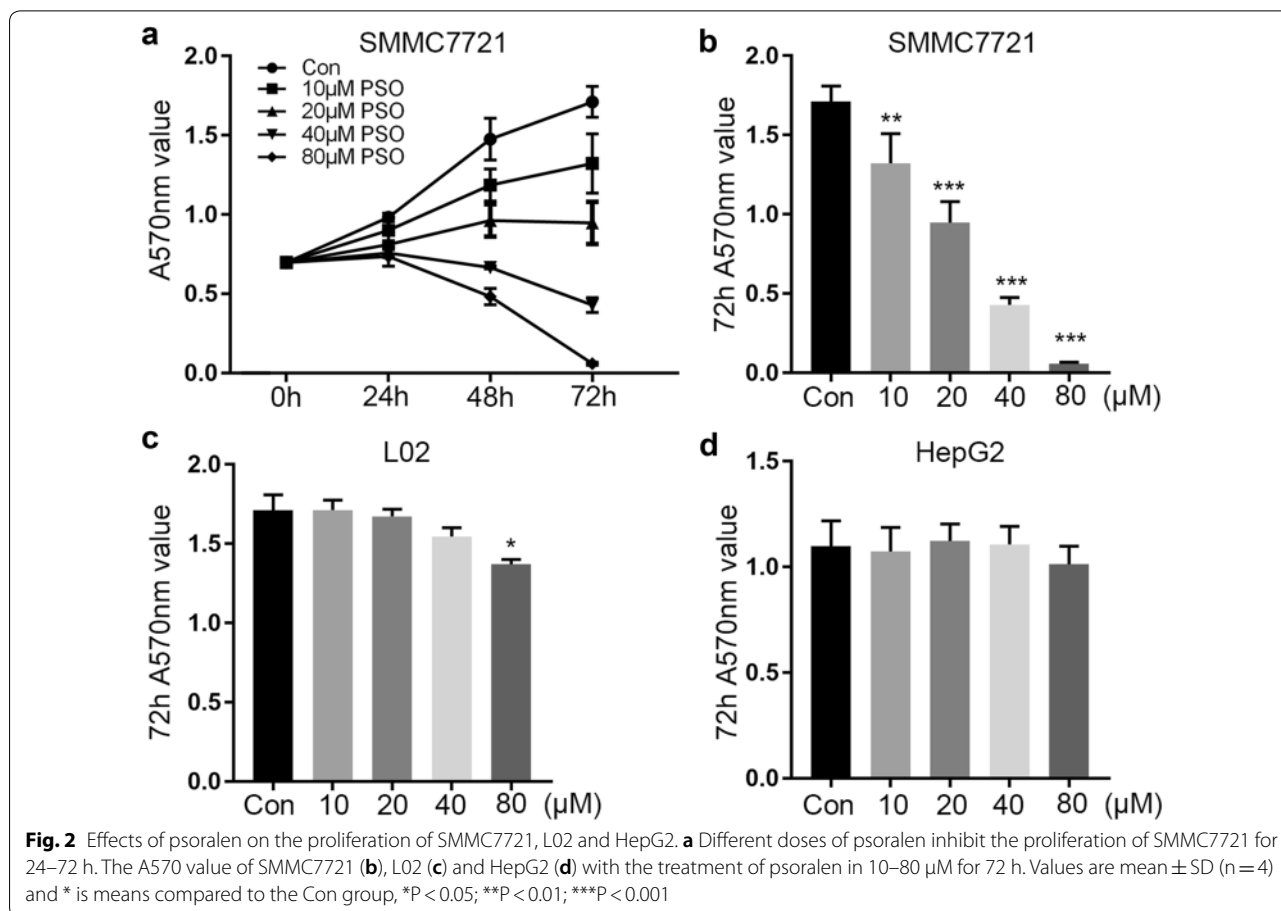 a
SMMC7721
Con
10µM PSO
20µM PSO
40µM PSO
80µM PSO
A570nm value
2.0
1.5
1.0
0.5
0.0
0h 24h 48h 72h
b
SMMC7721
72h A570nm value
2.0
1.5
1.0
0.5
0.0
**
***
***
***
Con 10 20 40 80 (µM)
c
L02
72h A570nm value
2.0
1.5
1.0
0.5
0.0
*
Con 10 20 40 80 (µM)
d
HepG2
72h A570nm value
1.5
1.0
0.5
0.0
Con 10 20 40 80 (µM)
Fig. 2 Effects of psoralen on the proliferation of SMMC7721, L02 and HepG2. a Different doses of psoralen inhibit the proliferation of SMMC7721 for
24–72 h. The A570 value of SMMC7721 (b), L02 (c) and HepG2 (d) with the treatment of psoralen in 10–80 µM for 72 h. Values are mean ± SD (n = 4)
and * is means compared to the Con group, *P < 0.05; **P < 0.01; ***P < 0.001